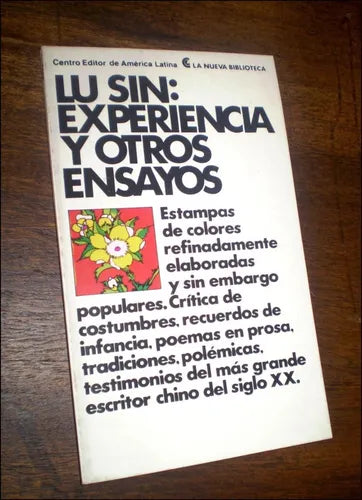 Centro Editor de América Latina LA NUEVA BIBLIOTECA
LU SIN:
EXPERIENCIA
Y OTROS
ENSAYOS
Estampas
de colores
refinadamente
elaboradas
y sin embargo
populares. Crítica de
costumbres, recuerdos de
infancia, poemas en prosa,
tradiciones, polémicas,
testimonios del más grande
escritor chino del siglo XX.